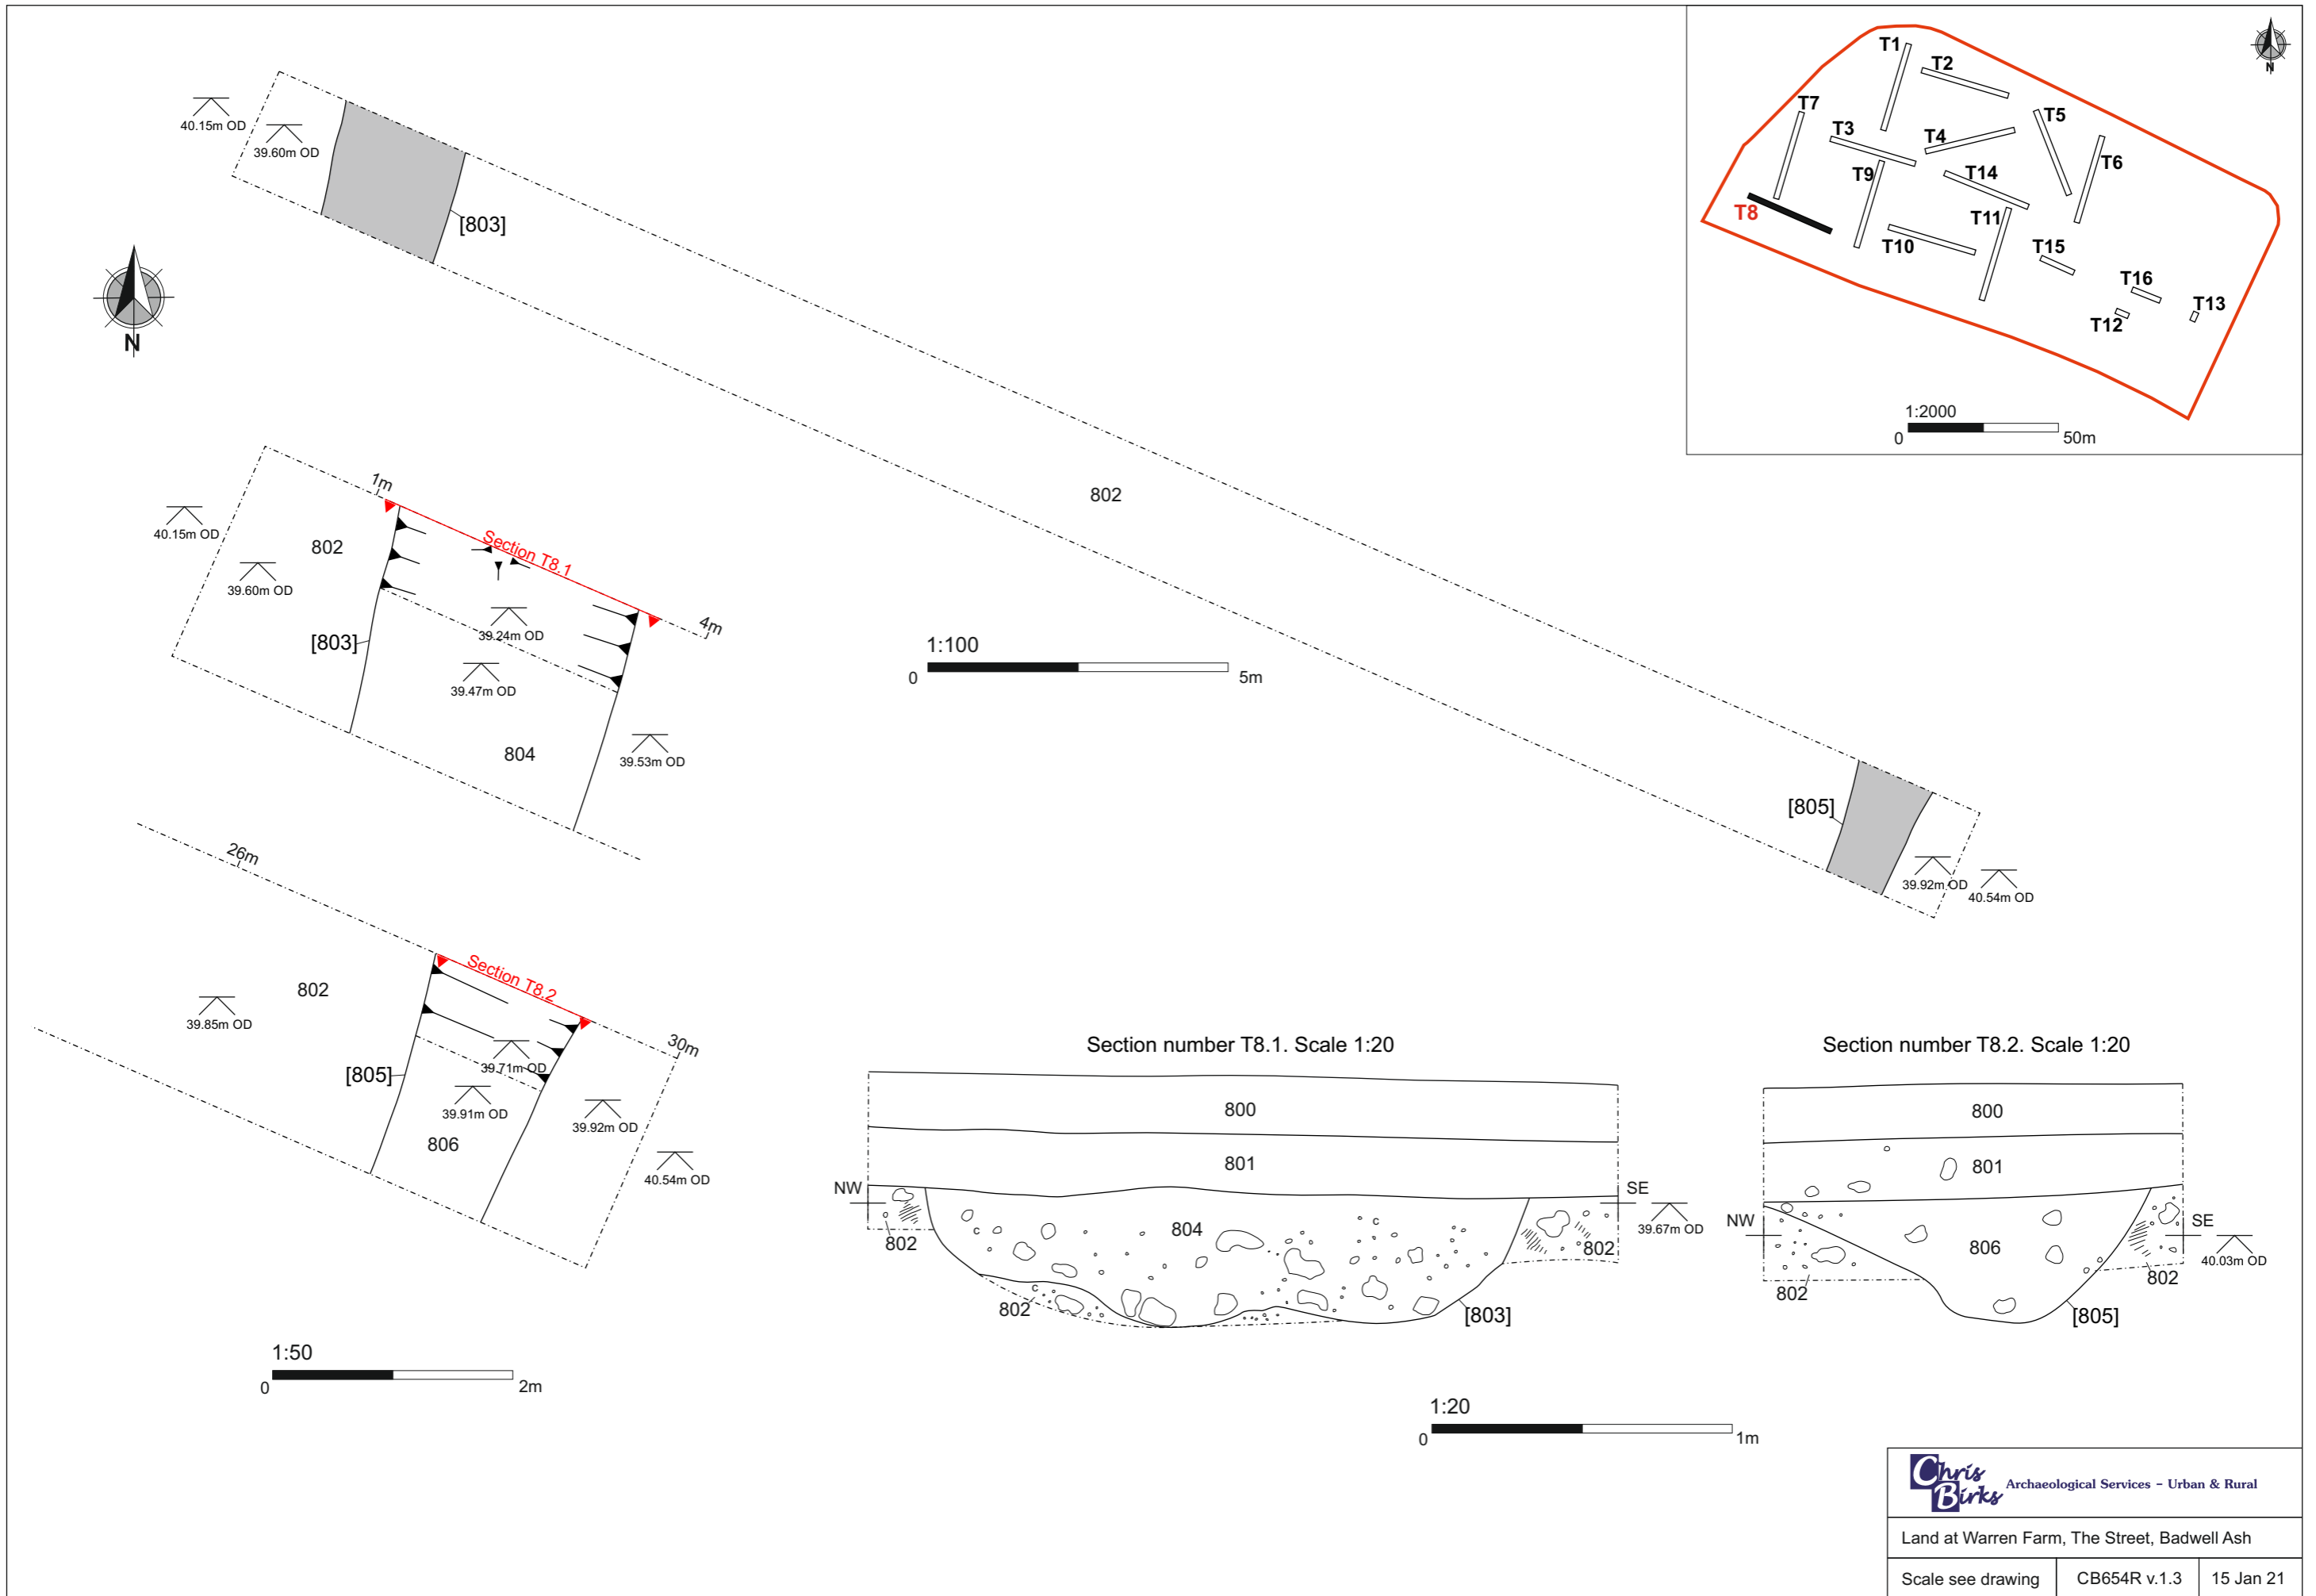 40.15m OD
39.60m OD
[803]
N
802
[805]
39.92m OD
40.54m OD
1:100
0
5m
T1
T2
T3
T4
T5
T6
T7
T8
T9
T10
T11
T12
T13
T14
T15
T16
N
1:2000
0
50m
1m
Section T8.1
4m
40.15m OD
802
39.60m OD
[803]
39.24m OD
39.47m OD
804
39.53m OD
26m
Section T8.2
30m
802
39.85m OD
[805]
39.71m OD
39.91m OD
806
39.92m OD
40.54m OD
1:50
0
2m
Section number T8.1. Scale 1:20
800
801
NW
SE
39.67m OD
804
c
c
c
802
802
802
[803]
Section number T8.2. Scale 1:20
800
801
NW
SE
40.03m OD
806
802
802
[805]
1:20
0
1m
Chris
Birks
Archaeological Services - Urban & Rural
Land at Warren Farm, The Street, Badwell Ash
Scale see drawing
CB654R v.1.3
15 Jan 21